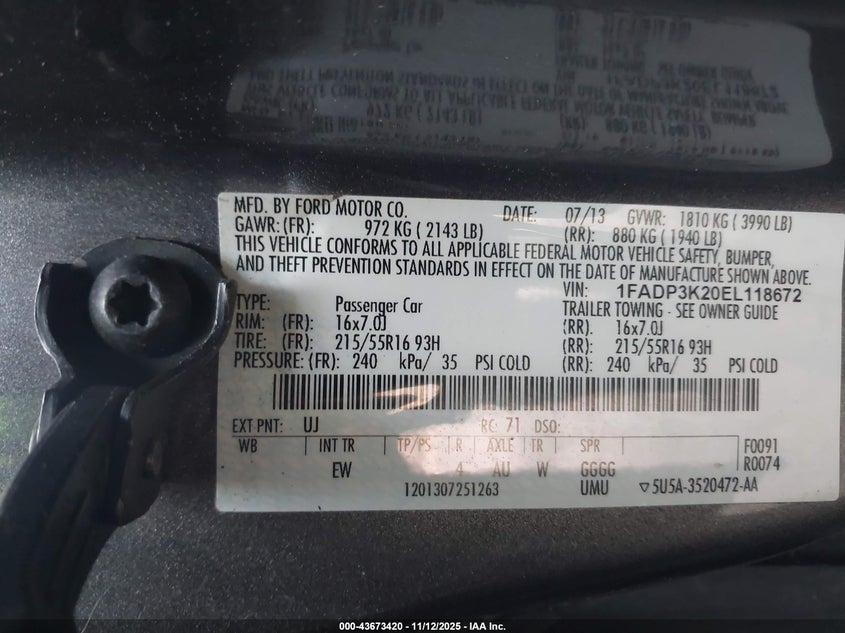 MFD. BY FORD MOTOR CO. DATE: 07/13 GVWR: 1810 KG ( 3990 LB)
GAWR: (FR): 972 KG ( 2143 LB) (RR): 880 KG ( 1940 LB)
THIS VEHICLE CONFORMS TO ALL APPLICABLE FEDERAL MOTOR VEHICLE SAFETY, BUMPER,
AND THEFT PREVENTION STANDARDS IN EFFECT ON THE DATE OF MANUFACTURE SHOWN ABOVE.
VIN: 1FADP3K20EL118672
TYPE: Passenger Car TRAILER TOWING - SEE OWNER GUIDE
RIM: (FR): 16x7.0J (RR). 16x7.0J
TIRE: (FR): 215/55R16 93H (RR): 215/55R16 93H
PRESSURE: (FR): 240 kPa/ 35 PSI COLD (RR): 240 kPa/ 35 PSI COLD
EXT PNT: UJ RC: 71 DSO:
WB INT TR TP/PS R AXLE TR SPR F0091
EW 4 AU W GGGG R0074
1201307251263 UMU ▽5U5A-3520472-AA
000-43673420 - 11/12/2025 - IAA Inc.